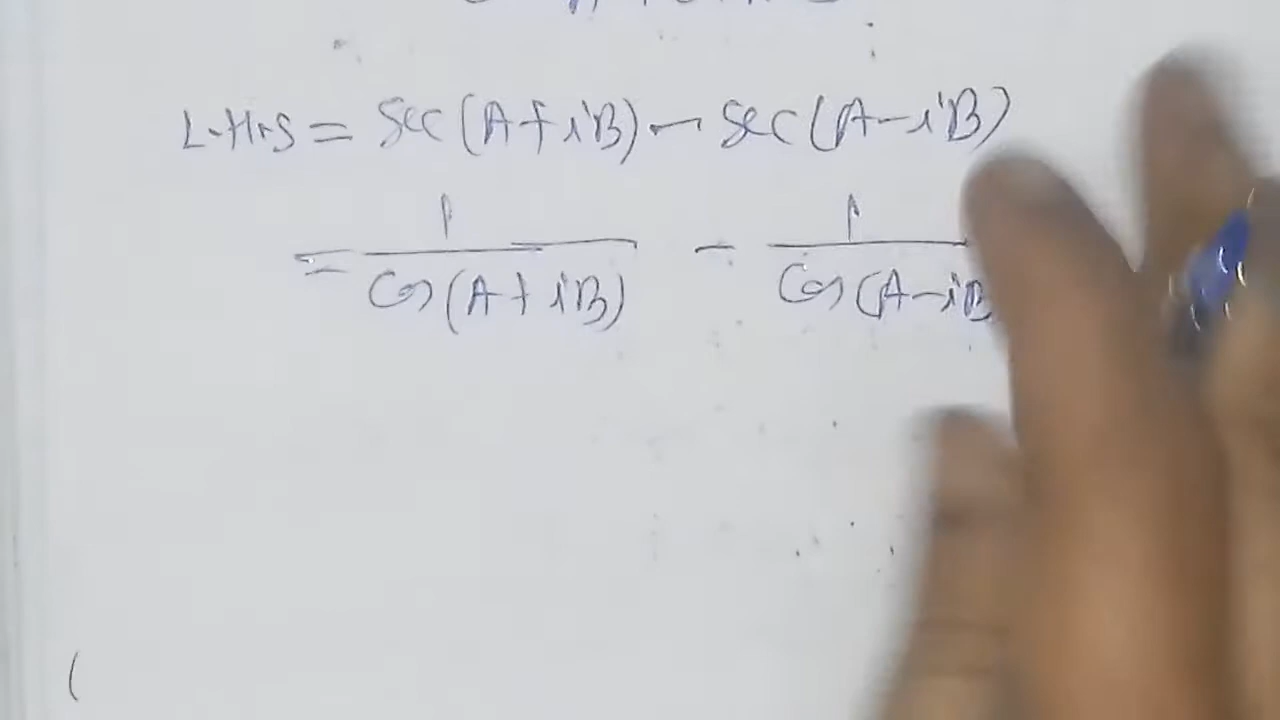 L.H.S = Sec(A+iB) - Sec(A-iB)
= 1/Cos(A+iB) - 1/Cos(A-iB
(